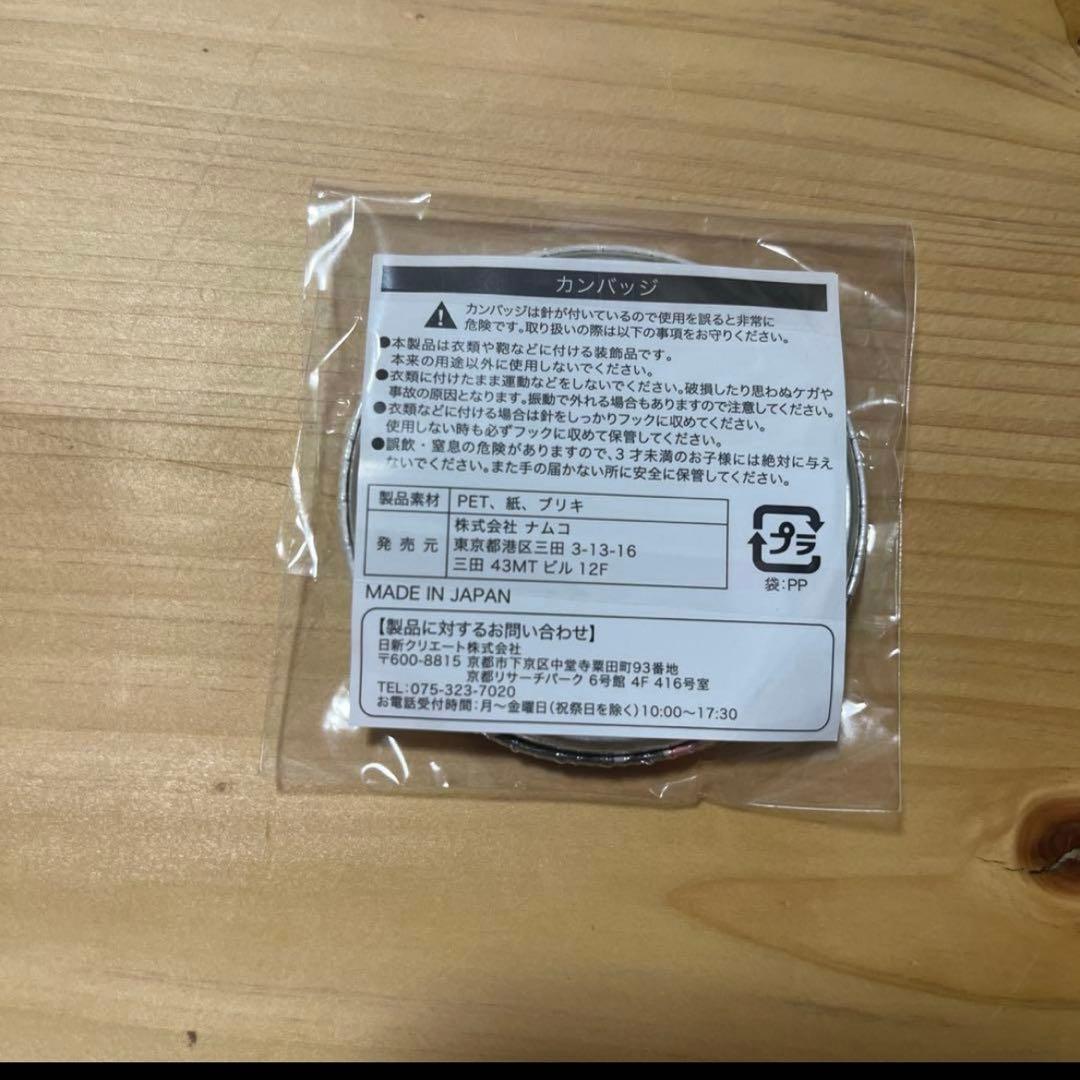 カンバッジ
カンバッジは針が付いているので使用を誤ると非常に
危険です。取り扱いの際は以下の事項をお守りください。
●本製品は衣類や鞄などに付ける装飾品です。
本来の用途以外に使用しないでください。
●衣類に付けたまま運動などをしないでください。破損したり思わぬケガや
事故の原因となります。振動で外れる場合もありますので注意してください。
●衣類などに付ける場合は針をしっかりフックに収めてください。
使用しない時も必ずフックに収めて保管してください。
●誤飲・窒息の危険がありますので、3才未満のお子様には絶対に与え
ないでください。また手の届かない所に安全に保管してください。
製品素材 PET、紙、ブリキ
発売元 株式会社 ナムコ
東京都港区三田 3-13-16
三田 43MT ビル 12F
プラ
袋:PP
MADE IN JAPAN
【製品に対するお問い合わせ】
日新クリエート株式会社
〒600-8815 京都市下京区中堂寺粟田町93番地
京都リサーチパーク 6号館 4F 416号室
TEL:075-323-7020
お電話受付時間:月～金曜日(祝祭日を除く)10:00～17:30